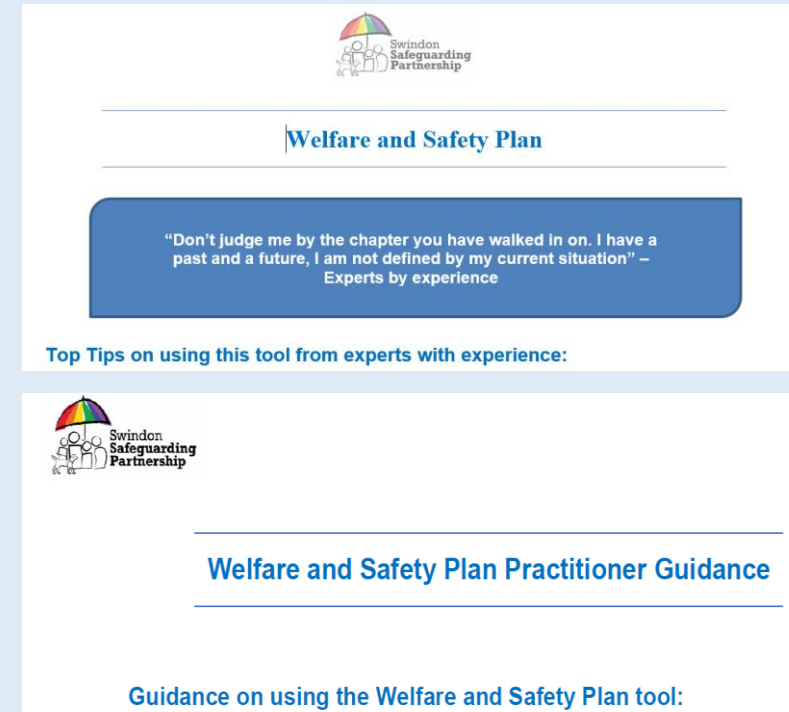 Swindon
Safeguarding
Partnership
Welfare and Safety Plan
“Don’t judge me by the chapter you have walked in on. I have a
past and a future, I am not defined by my current situation” –
Experts by experience
Top Tips on using this tool from experts with experience:
Swindon
Safeguarding
Partnership
Welfare and Safety Plan Practitioner Guidance
Guidance on using the Welfare and Safety Plan tool: